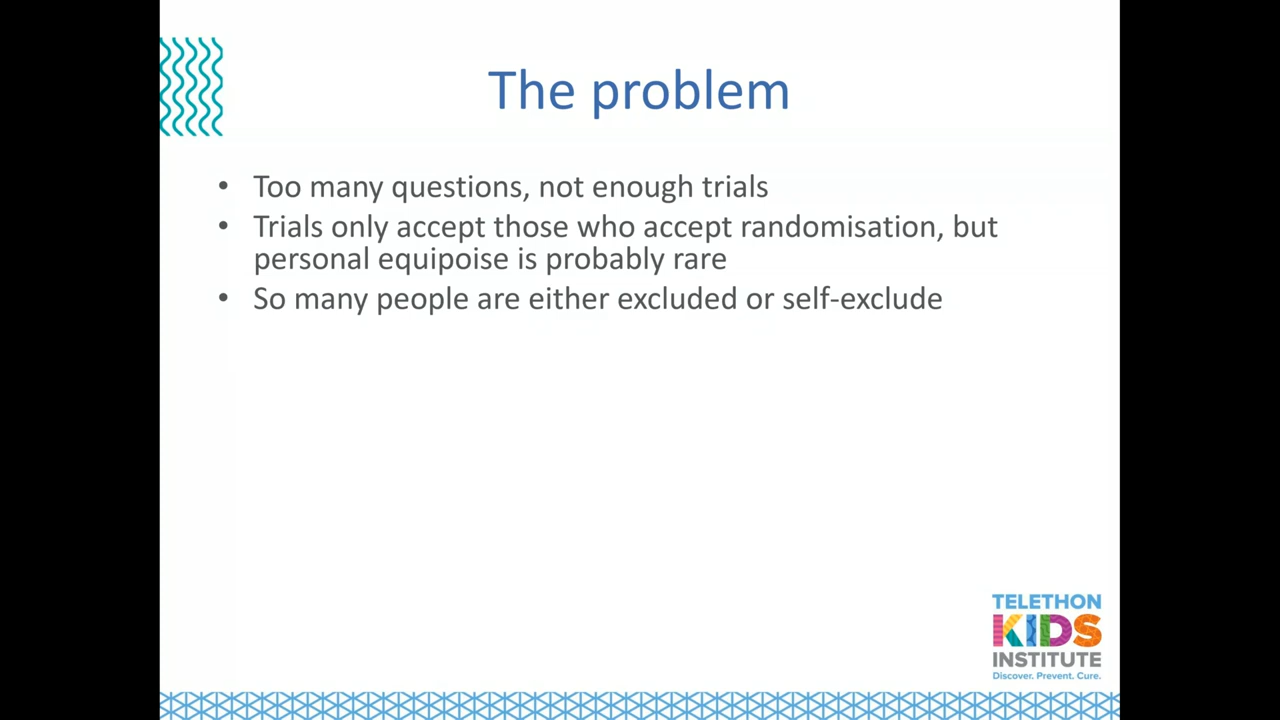 The problem
• Too many questions, not enough trials
• Trials only accept those who accept randomisation, but
personal equipoise is probably rare
• So many people are either excluded or self-exclude
TELETHON
KIDS
INSTITUTE
Discover. Prevent. Cure.